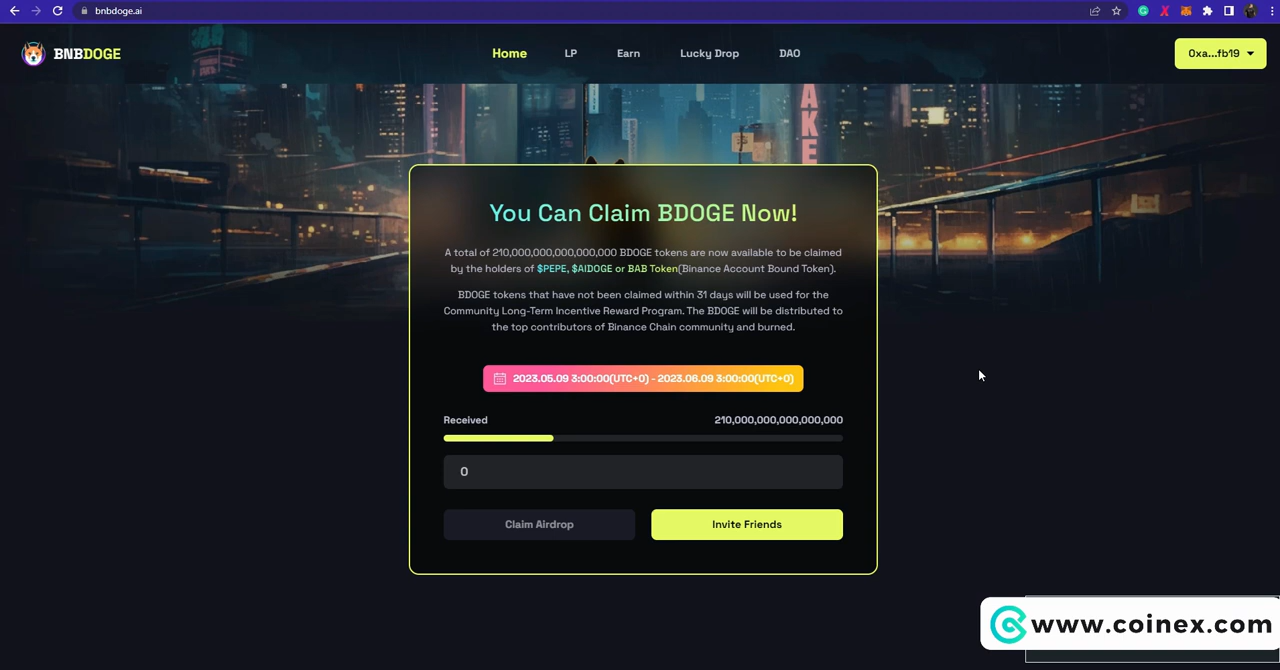 bnbdoge.ai
BNBDOGE
Home
LP
Earn
Lucky Drop
DAO
0xa...fb19
AKE
You Can Claim BDOGE Now!
A total of 210,000,000,000,000,000 BDOGE tokens are now available to be claimed
by the holders of $PEPE, $AIDOGE or BAB Token(Binance Account Bound Token).
BDOGE tokens that have not been claimed within 31 days will be used for the
Community Long-Term Incentive Reward Program. The BDOGE will be distributed to
the top contributors of Binance Chain community and burned.
2023.05.09 3:00:00(UTC+0) - 2023.06.09 3:00:00(UTC+0)
Received
210,000,000,000,000,000
0
Claim Airdrop
Invite Friends
www.coinex.com